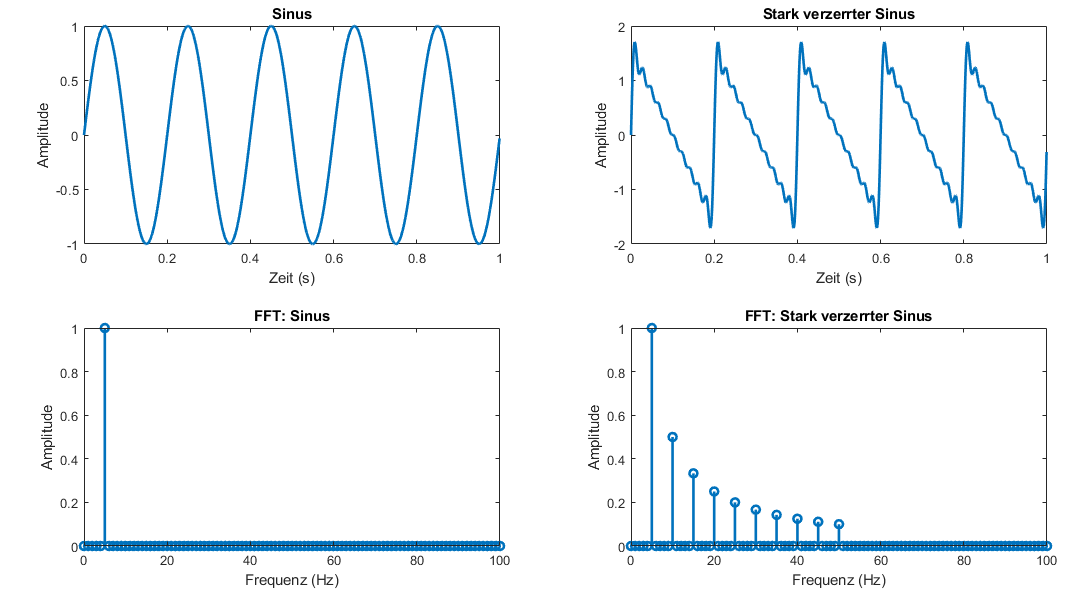 Sinus
1
0.5
0
-0.5
-1
Amplitude
0 0.2 0.4 0.6 0.8 1
Zeit (s)
Stark verzerrter Sinus
2
1
0
-1
-2
Amplitude
0 0.2 0.4 0.6 0.8 1
Zeit (s)
FFT: Sinus
1
0.8
0.6
0.4
0.2
0
Amplitude
0 20 40 60 80 100
Frequenz (Hz)
FFT: Stark verzerrter Sinus
1
0.8
0.6
0.4
0.2
0
Amplitude
0 20 40 60 80 100
Frequenz (Hz)